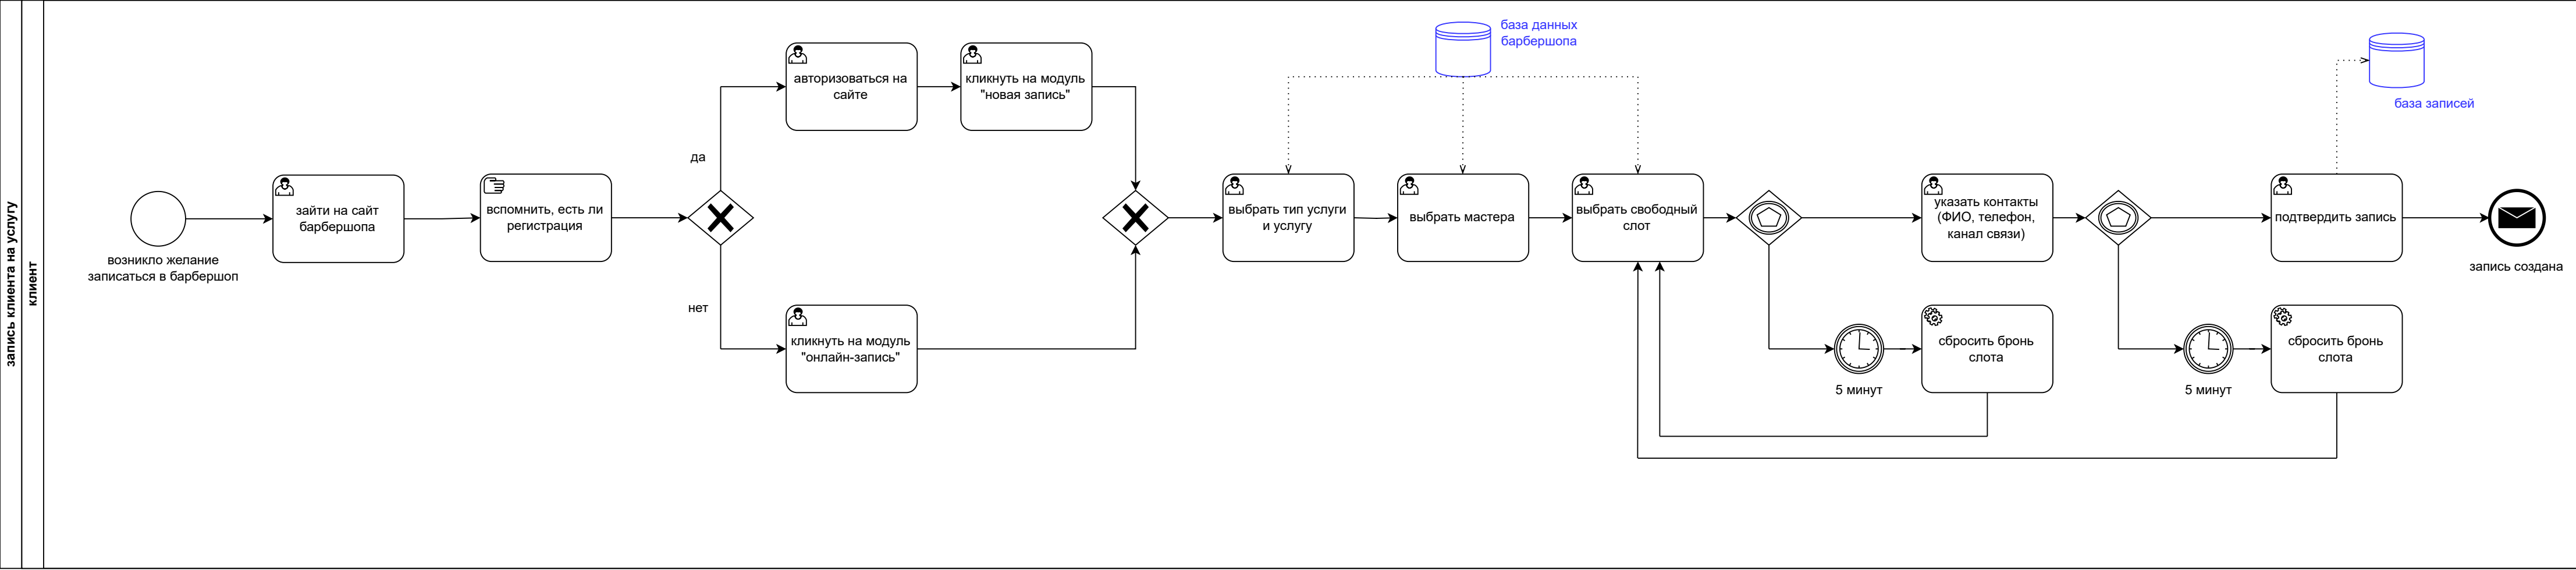 запись клиента на услугу
клиент
возникло желание
записаться в барбершоп
зайти на сайт
барбершопа
вспомнить, есть ли
регистрация
да
нет
авторизоваться на
сайте
кликнуть на модуль
"новая запись"
кликнуть на модуль
"онлайн-запись"
база данных
барбершопа
выбрать тип услуги
и услугу
выбрать мастера
выбрать свободный
слот
указать контакты
(ФИО, телефон,
канал связи)
5 минут
сбросить бронь
слота
подтвердить запись
5 минут
сбросить бронь
слота
база записей
запись создана